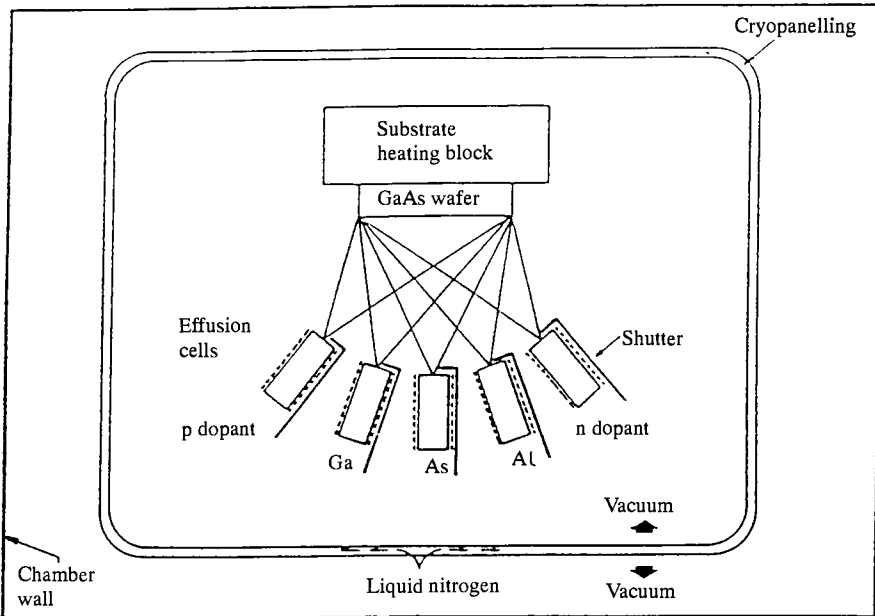 Cryopanelling
Substrate
heating block
GaAs wafer
Effusion
cells
Shutter
p dopant
n dopant
Ga
As
Al
Vacuum
Chamber
wall
Liquid nitrogen
Vacuum